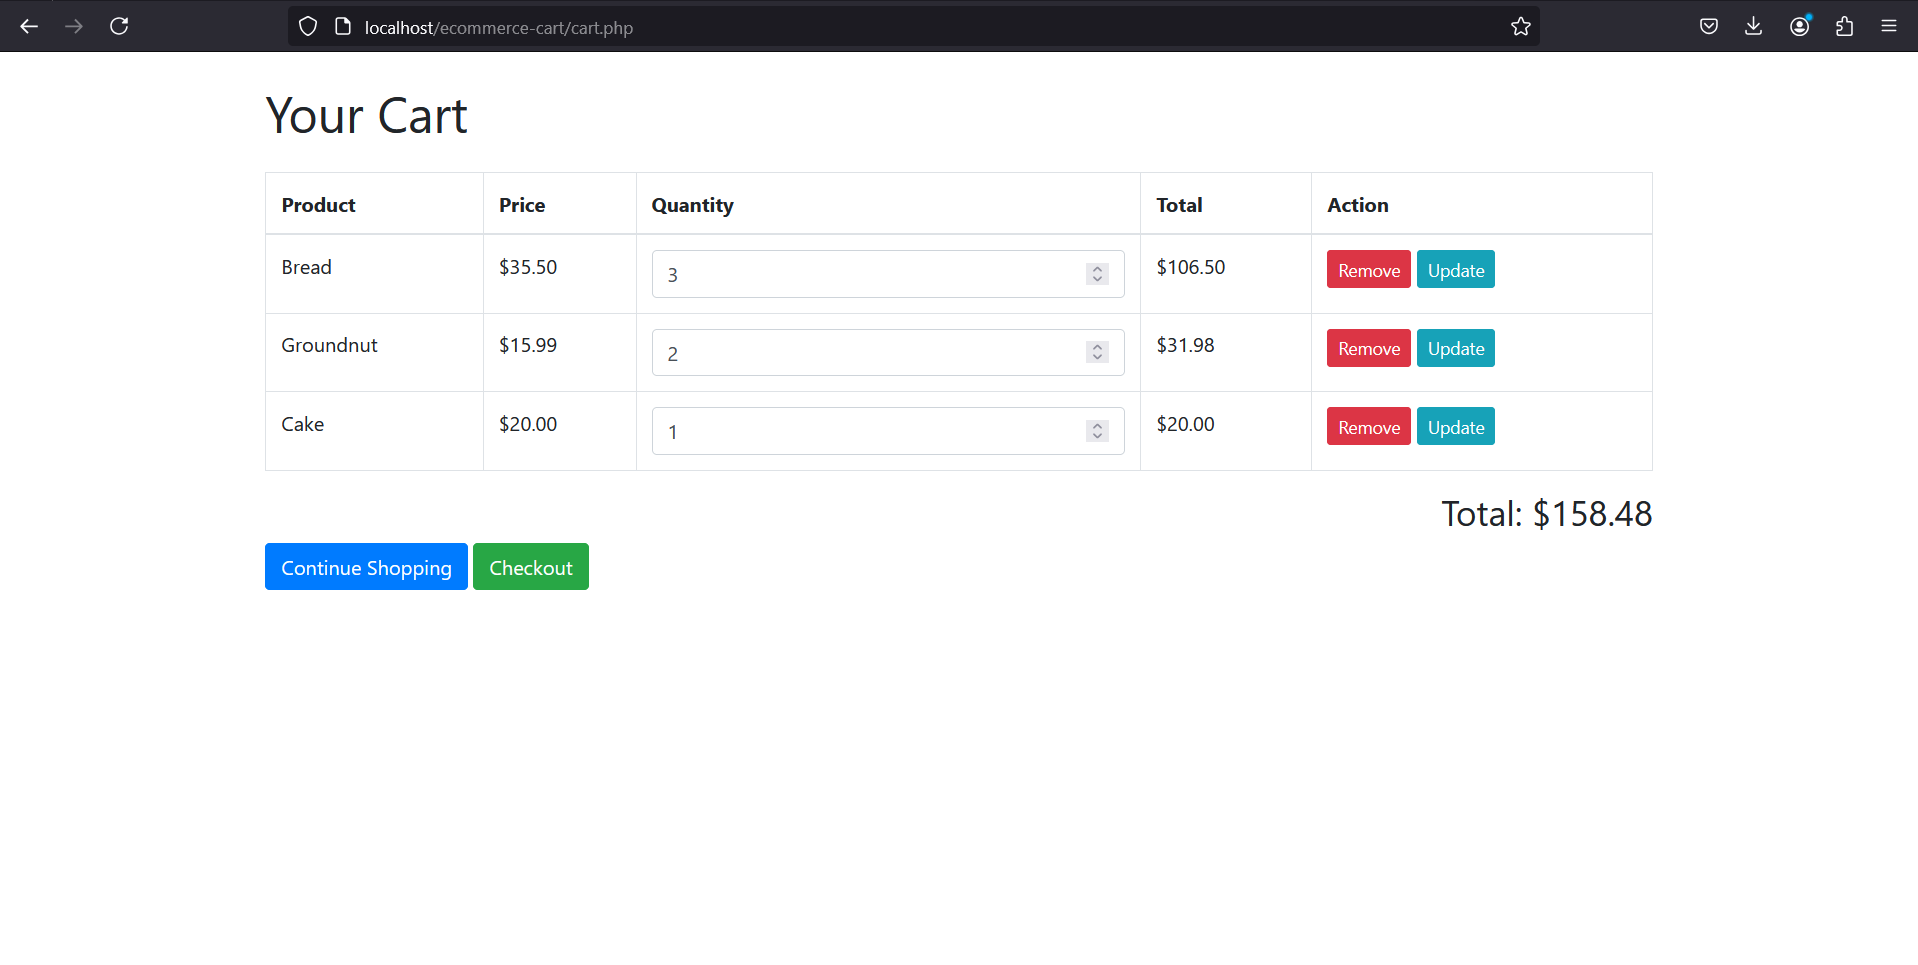 localhost/ecommerce-cart/cart.php
Your Cart
Product Price Quantity Total Action
Bread $35.50 3 $106.50 Remove Update
Groundnut $15.99 2 $31.98 Remove Update
Cake $20.00 1 $20.00 Remove Update
Total: $158.48
Continue Shopping Checkout